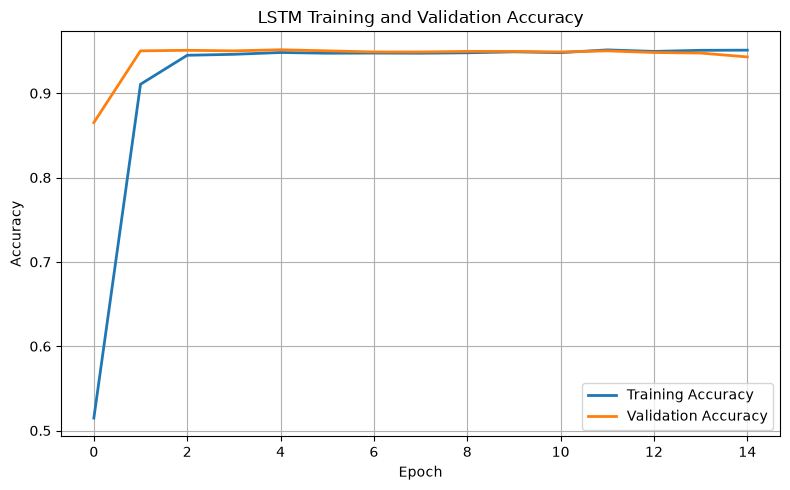 LSTM Training and Validation Accuracy
Accuracy
0.9
0.8
0.7
0.6
0.5
0 2 4 6 8 10 12 14
Epoch
Training Accuracy
Validation Accuracy